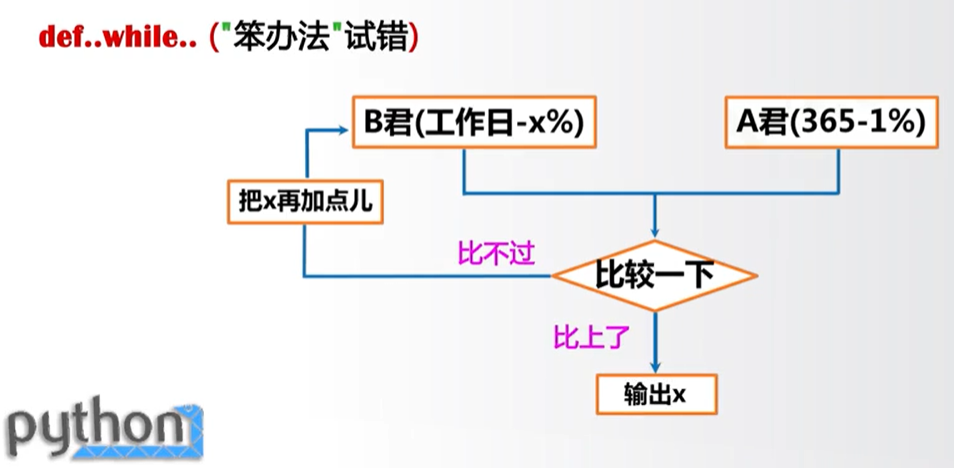 def..while.. ("笨办法"试错)
B君(工作日-x%)
A君(365-1%)
把x再加点儿
比不过
比较一下
比上了
输出x
python